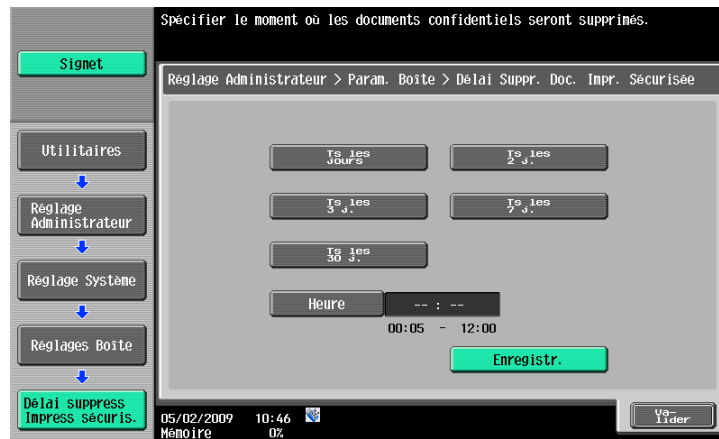 Spécifier le moment où les documents confidentiels seront supprimés.
Signet
Réglage Administrateur > Param. Boîte > Délai Suppr. Doc. Impr. Sécurisée
Utilitaires
Réglage
Administrateur
Réglage Système
Réglages Boîte
Délai suppress
Impress sécuris.
Ts les
Jours
Ts les
2 J.
Ts les
3 J.
Ts les
7 J.
Ts les
30 J.
Heure
-- : --
00:05 - 12:00
Enregistr.
05/02/2009 10:46
Mémoire 0%
Va-
lider